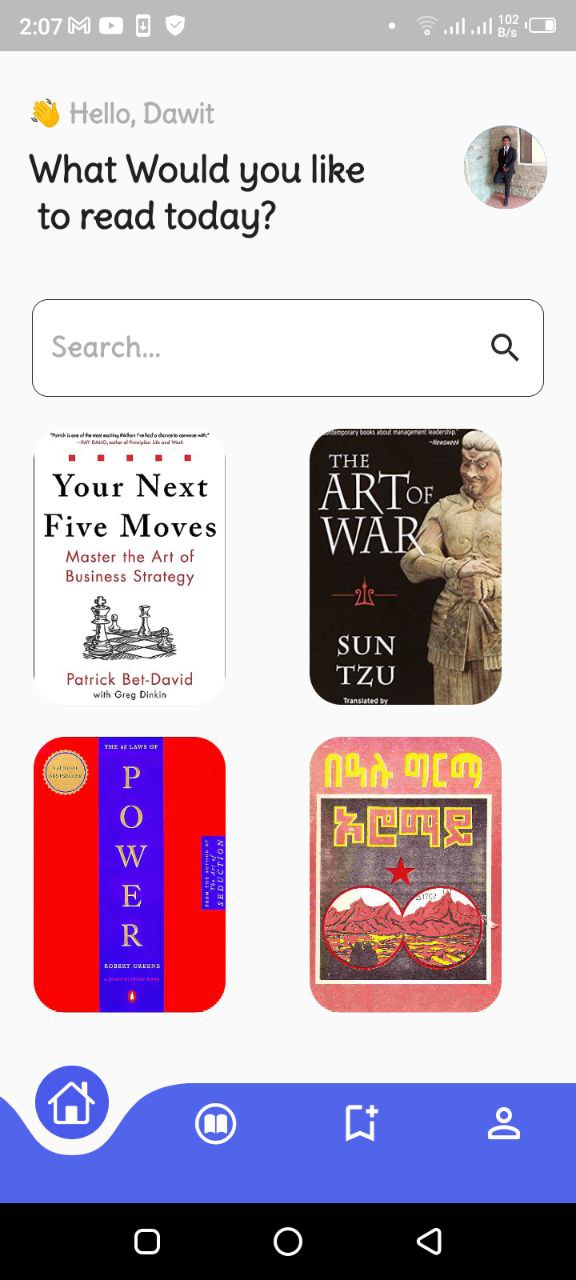 2:07
102
B/s
👋 Hello, Dawit
What Would you like
to read today?
Search...
"Patrick is one of the most exciting thinkers I've had a chance to converse with."
—RAY DALIO, author of Principles: Life and Work
Your Next
Five Moves
Master the Art of
Business Strategy
Patrick Bet-David
with Greg Dinkin
contemporary books about management leadership."
—Newsweek
THE
ART OF
WAR
SUN
TZU
Translated by
NATIONAL
BESTSELLER
THE 48 LAWS OF
POWER
FROM THE AUTHOR OF
The Art of
SEDUCTION
ROBERT GREENE
በዓሉ ግርማ
ኦሮማይ